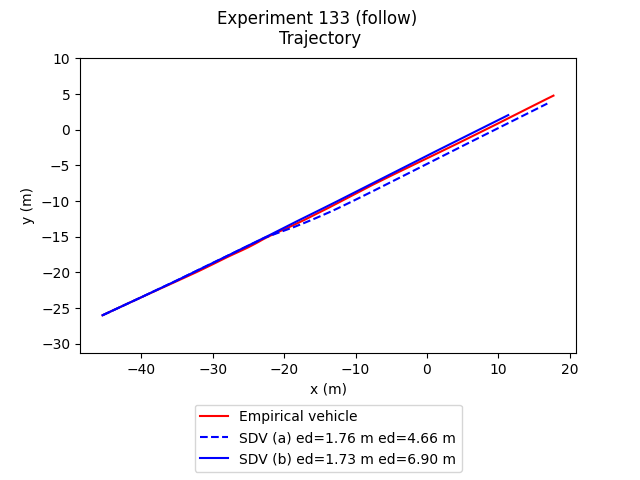 Experiment 133 (follow)
Trajectory
10
5
0
−5
−10
−15
−20
−25
−30
y (m)
−40
−30
−20
−10
0
10
20
x (m)
Empirical vehicle
SDV (a) ed=1.76 m ed=4.66 m
SDV (b) ed=1.73 m ed=6.90 m